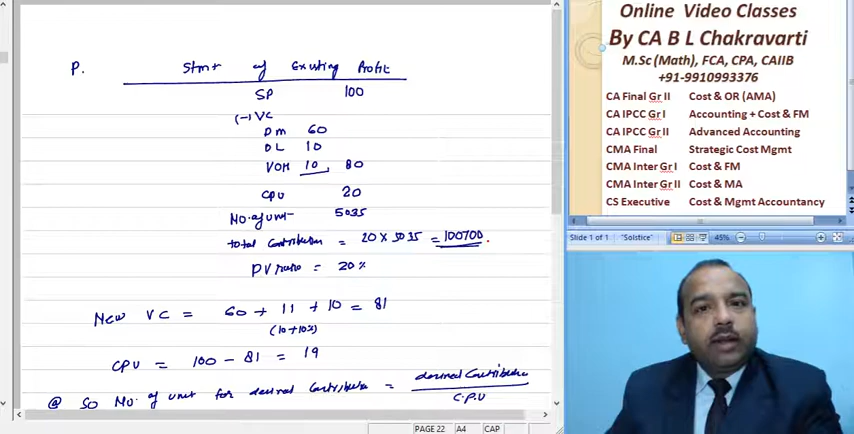 P. Stmt of Existing Profit
SP 100
(-) VC
DM 60
DL 10
VOH 10 80
CPU 20
No. of unit 5035
Total Contribution = 20 × 5035 = 100700.
PV ratio = 20%
New VC = 60 + 11 + 10 = 81
(10+10%)
CPU = 100 - 81 = 19
@ So No. of unit for desired Contribution = desired Contribution
C.P.U
PAGE 22 A4 CAP
Online Video Classes
By CA B L Chakravarti
M.Sc (Math), FCA, CPA, CAIIB
+91-9910993376
CA Final Gr II Cost & OR (AMA)
CA IPCC Gr I Accounting + Cost & FM
CA IPCC Gr II Advanced Accounting
CMA Final Strategic Cost Mgmt
CMA Inter Gr I Cost & FM
CMA Inter Gr II Cost & MA
CS Executive Cost & Mgmt Accountancy
Slide 1 of 1 "Solstice" 45%